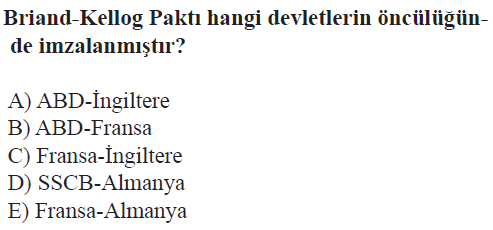 Briand-Kellog Paktı hangi devletlerin öncülüğün-
de imzalanmıştır?
A) ABD-İngiltere
B) ABD-Fransa
C) Fransa-İngiltere
D) SSCB-Almanya
E) Fransa-Almanya